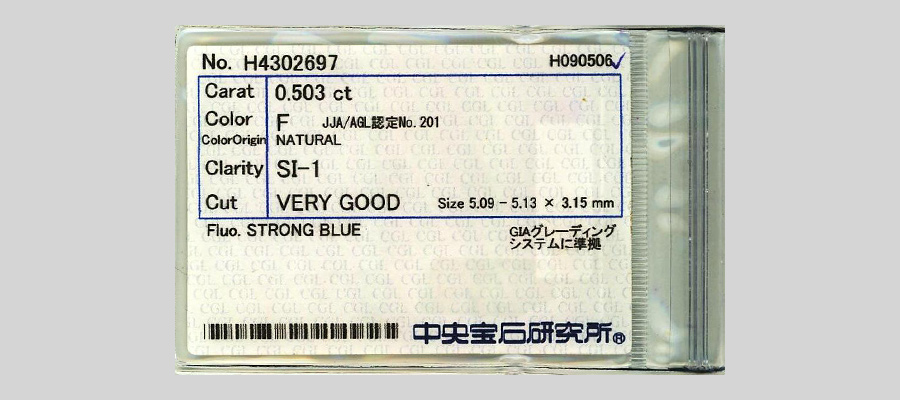 No. H4302697 H090506✓
Carat 0.503 ct
Color F JJA/AGL認定No.201
ColorOrigin NATURAL
Clarity SI-1
Cut VERY GOOD Size 5.09 - 5.13 × 3.15 mm
Fluo. STRONG BLUE
GIAグレーディング
システムに準拠
中央宝石研究所®